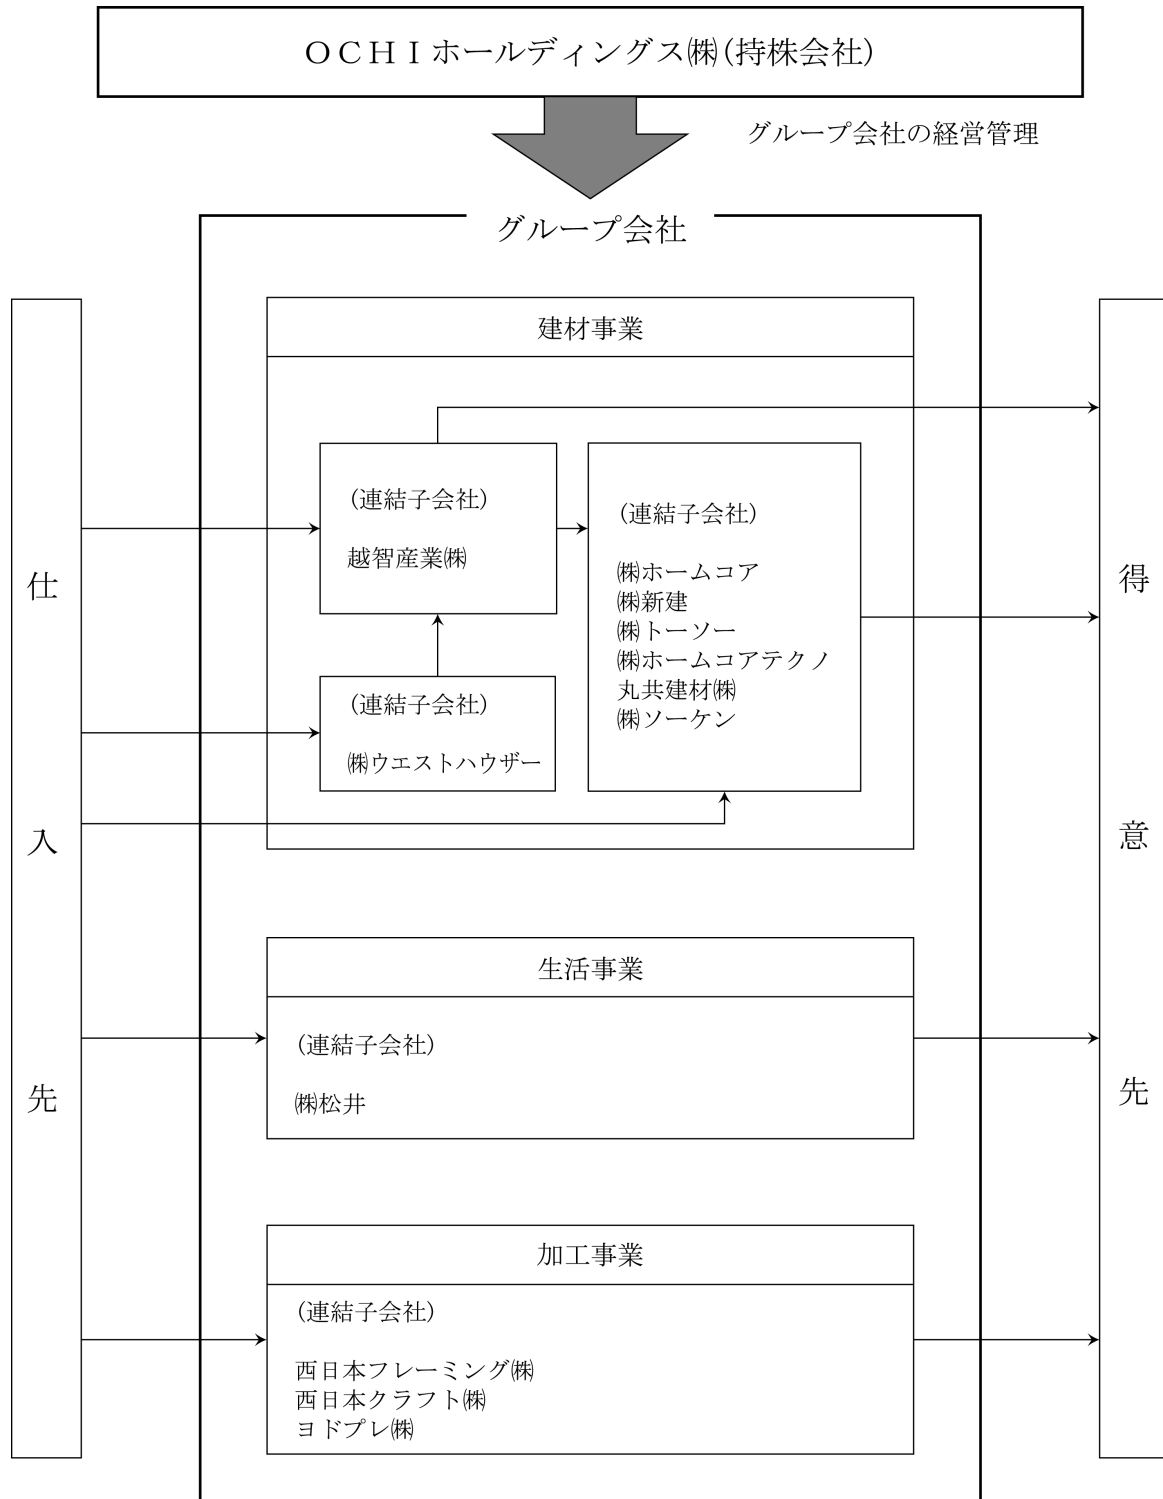 ＯＣＨＩホールディングス㈱(持株会社)
グループ会社の経営管理
グループ会社
建材事業
(連結子会社)
越智産業㈱
(連結子会社)
㈱ウエストハウザー
(連結子会社)
㈱ホームコア
㈱新建
㈱トーソー
㈱ホームコアテクノ
丸共建材㈱
㈱ソーケン
生活事業
(連結子会社)
㈱松井
加工事業
(連結子会社)
西日本フレーミング㈱
西日本クラフト㈱
ヨドプレ㈱
仕入先
得意先